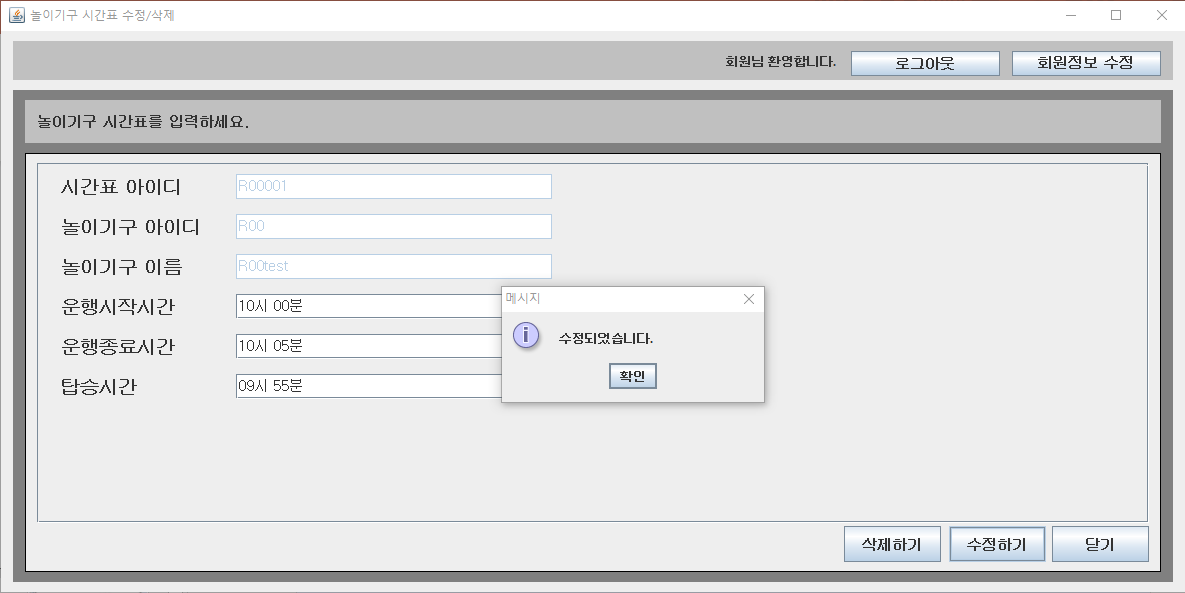 놀이기구 시간표 수정/삭제
회원님 환영합니다.
로그아웃
회원정보 수정
놀이기구 시간표를 입력하세요.
시간표 아이디
R00001
놀이기구 아이디
R00
놀이기구 이름
R00test
운행시작시간
10시 00분
운행종료시간
10시 05분
탑승시간
09시 55분
메시지
수정되었습니다.
확인
삭제하기
수정하기
닫기